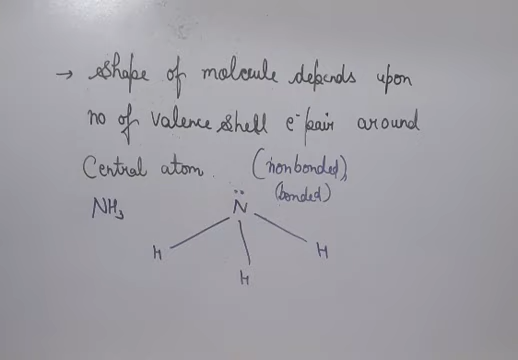 → shape of molecule depends upon
no of valence shell e⁻pair around
Central atom. (nonbonded),
(bonded)
NH₃
N
H
H
H